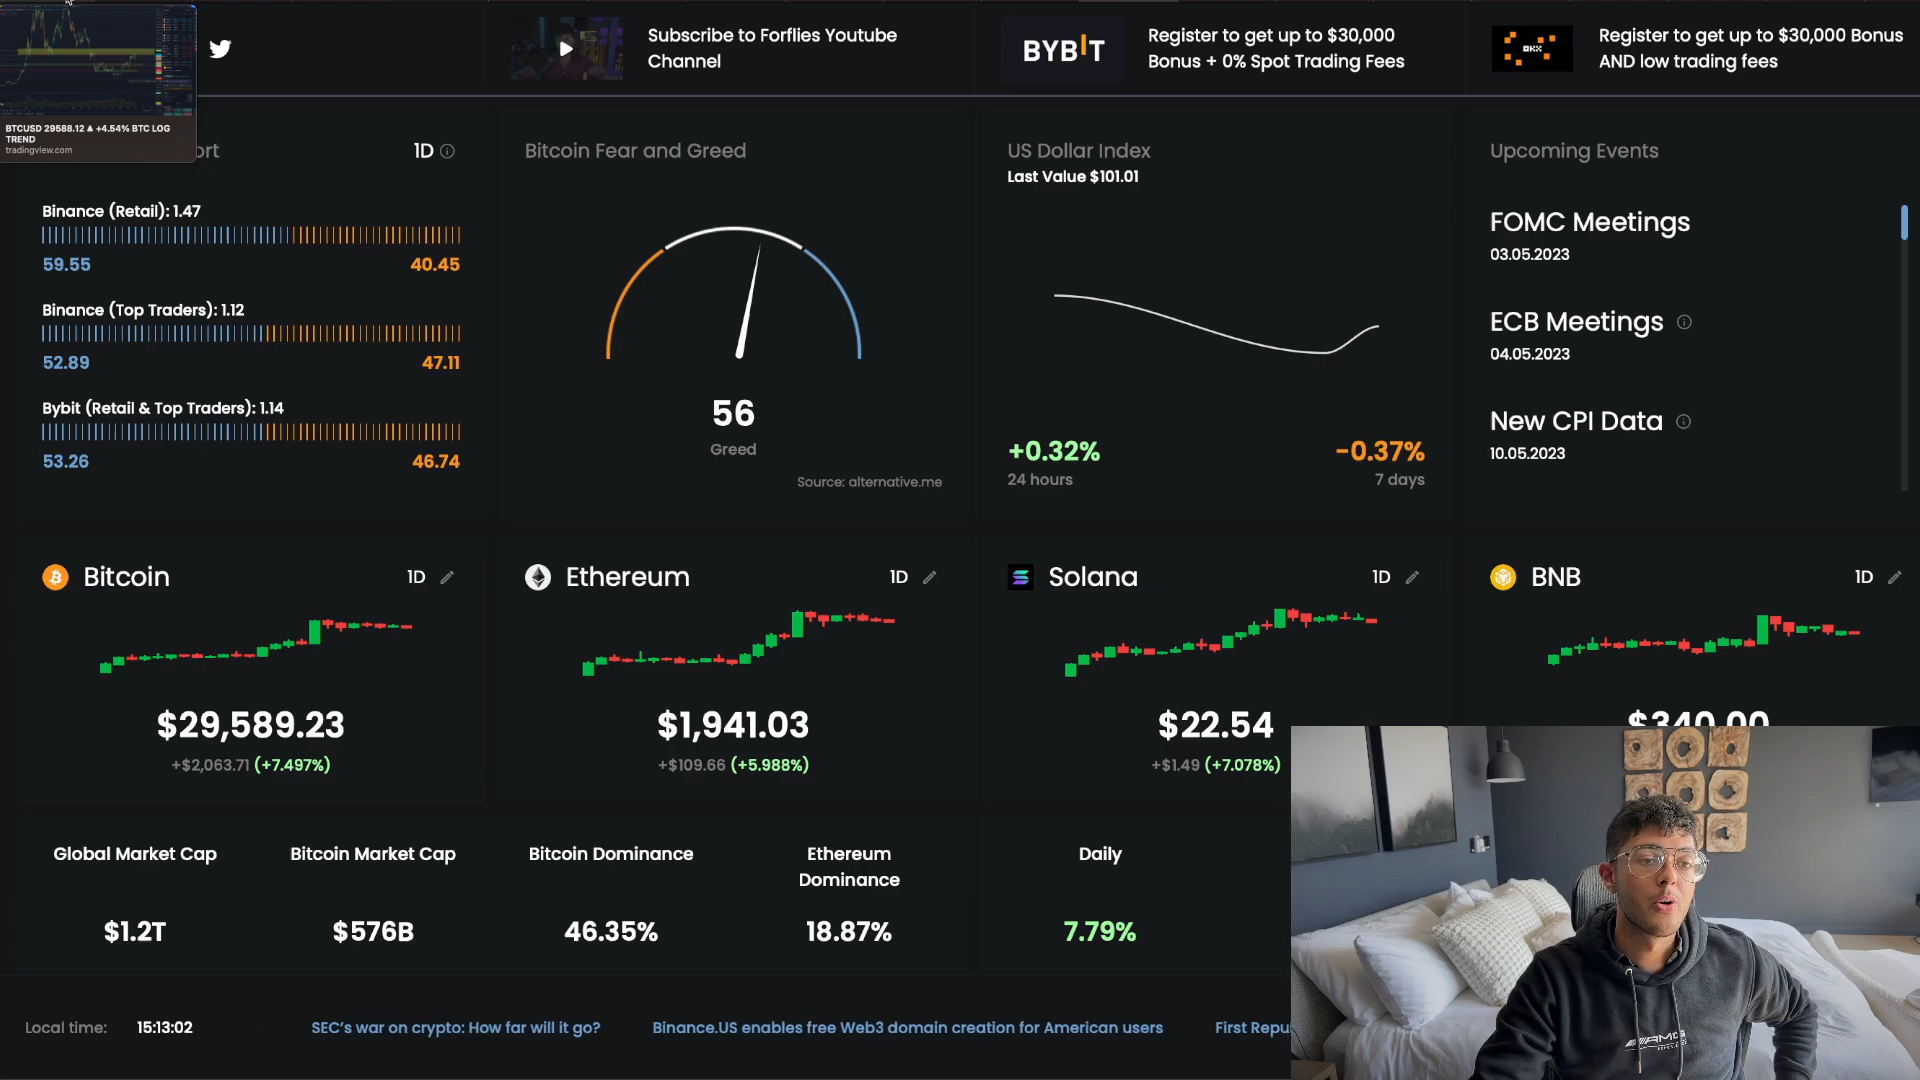 Subscribe to Forflies Youtube
Channel
BYBIT
Register to get up to $30,000
Bonus + 0% Spot Trading Fees
OKX
Register to get up to $30,000 Bonus
AND low trading fees
BTCUSD 29588.12 ▲ +4.54% BTC LOG
TREND
tradingview.com
ort
1D
Binance (Retail): 1.47
59.55 40.45
Binance (Top Traders): 1.12
52.89 47.11
Bybit (Retail & Top Traders): 1.14
53.26 46.74
Bitcoin Fear and Greed
56
Greed
Source: alternative.me
US Dollar Index
Last Value $101.01
+0.32% -0.37%
24 hours 7 days
Upcoming Events
FOMC Meetings
03.05.2023
ECB Meetings
04.05.2023
New CPI Data
10.05.2023
Bitcoin 1D
$29,589.23
+$2,063.71 (+7.497%)
Ethereum 1D
$1,941.03
+$109.66 (+5.988%)
Solana 1D
$22.54
+$1.49 (+7.078%)
BNB 1D
$340.00
Global Market Cap
$1.2T
Bitcoin Market Cap
$576B
Bitcoin Dominance
46.35%
Ethereum
Dominance
18.87%
Daily
7.79%
Local time: 15:13:02
SEC's war on crypto: How far will it go?
Binance.US enables free Web3 domain creation for American users
First Repu
AMG